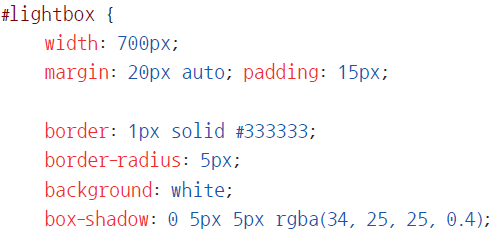 #lightbox {
width: 700px;
margin: 20px auto; padding: 15px;
border: 1px solid #333333;
border-radius: 5px;
background: white;
box-shadow: 0 5px 5px rgba(34, 25, 25, 0.4);